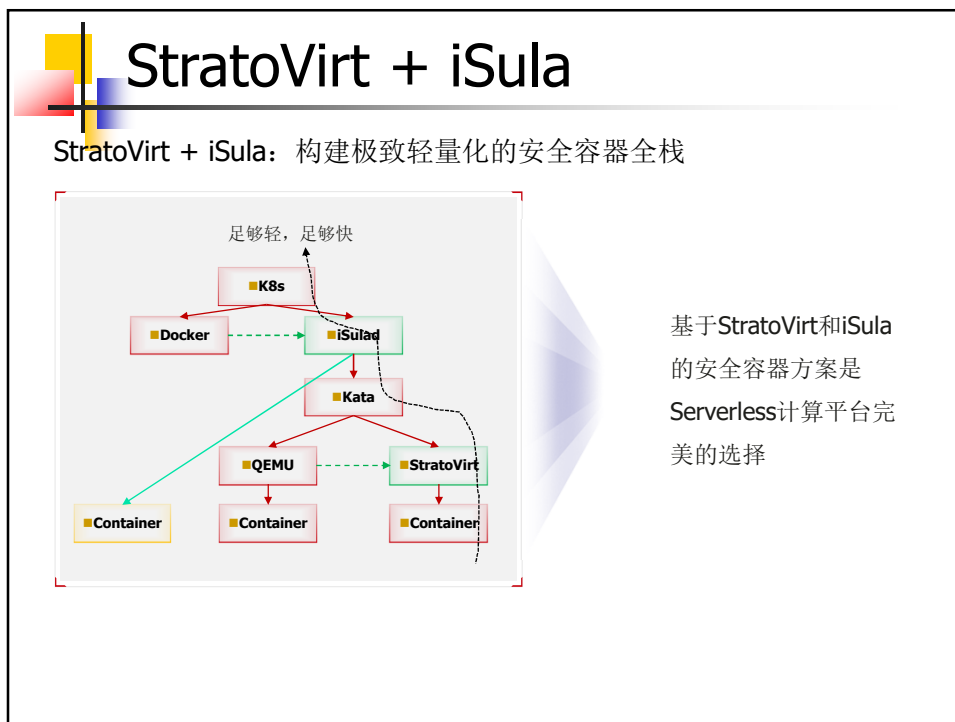 StratoVirt + iSula
StratoVirt + iSula：构建极致轻量化的安全容器全栈
足够轻，足够快
K8s
Docker
iSulad
Kata
QEMU
StratoVirt
Container
Container
Container
基于StratoVirt和iSula
的安全容器方案是
Serverless计算平台完
美的选择